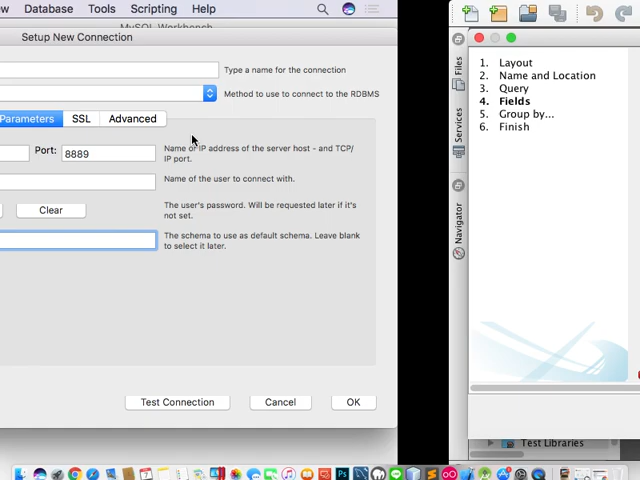 w Database Tools Scripting Help
MySQL Workbench
Setup New Connection
Type a name for the connection
Method to use to connect to the RDBMS
Parameters SSL Advanced
Port: 8889 Name or IP address of the server host - and TCP/
IP port.
Name of the user to connect with.
Clear The user's password. Will be requested later if it's
not set.
The schema to use as default schema. Leave blank
to select it later.
Test Connection Cancel OK
Files
Services
Navigator
1. Layout
2. Name and Location
3. Query
4. Fields
5. Group by...
6. Finish
Test Libraries